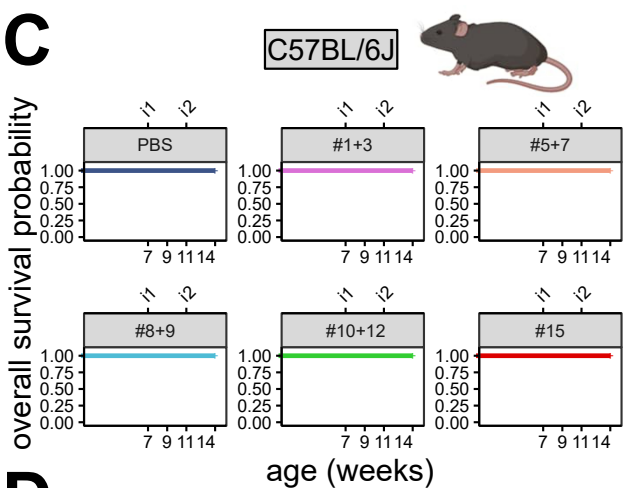 C
C57BL/6J
overall survival probability
i1 i2 i1 i2 i1 i2
PBS #1+3 #5+7
1.00 1.00 1.00
0.75 0.75 0.75
0.50 0.50 0.50
0.25 0.25 0.25
0.00 0.00 0.00
7 9 11 14 7 9 11 14 7 9 11 14
i1 i2 i1 i2 i1 i2
#8+9 #10+12 #15
1.00 1.00 1.00
0.75 0.75 0.75
0.50 0.50 0.50
0.25 0.25 0.25
0.00 0.00 0.00
7 9 11 14 7 9 11 14 7 9 11 14
age (weeks)